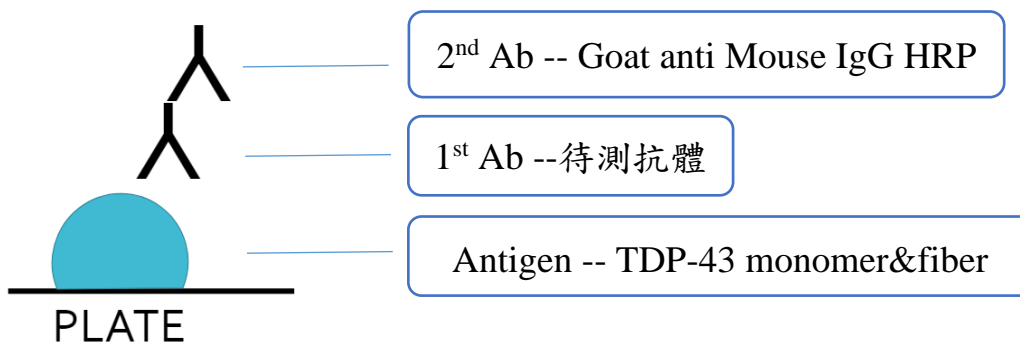 2nd Ab -- Goat anti Mouse IgG HRP
1st Ab --待測抗體
Antigen -- TDP-43 monomer&fiber
PLATE